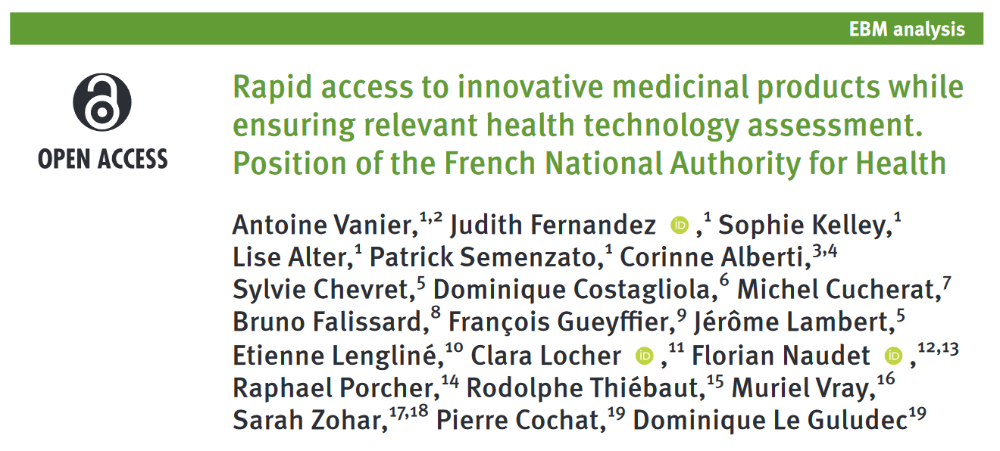 EBM analysis
OPEN ACCESS
Rapid access to innovative medicinal products while
ensuring relevant health technology assessment.
Position of the French National Authority for Health
Antoine Vanier,1,2 Judith Fernandez iD ,1 Sophie Kelley,1
Lise Alter,1 Patrick Semenzato,1 Corinne Alberti,3,4
Sylvie Chevret,5 Dominique Costagliola,6 Michel Cucherat,7
Bruno Falissard,8 François Gueyffier,9 Jérôme Lambert,5
Etienne Lengliné,10 Clara Locher iD ,11 Florian Naudet iD ,12,13
Raphael Porcher,14 Rodolphe Thiébaut,15 Muriel Vray,16
Sarah Zohar,17,18 Pierre Cochat,19 Dominique Le Guludec19